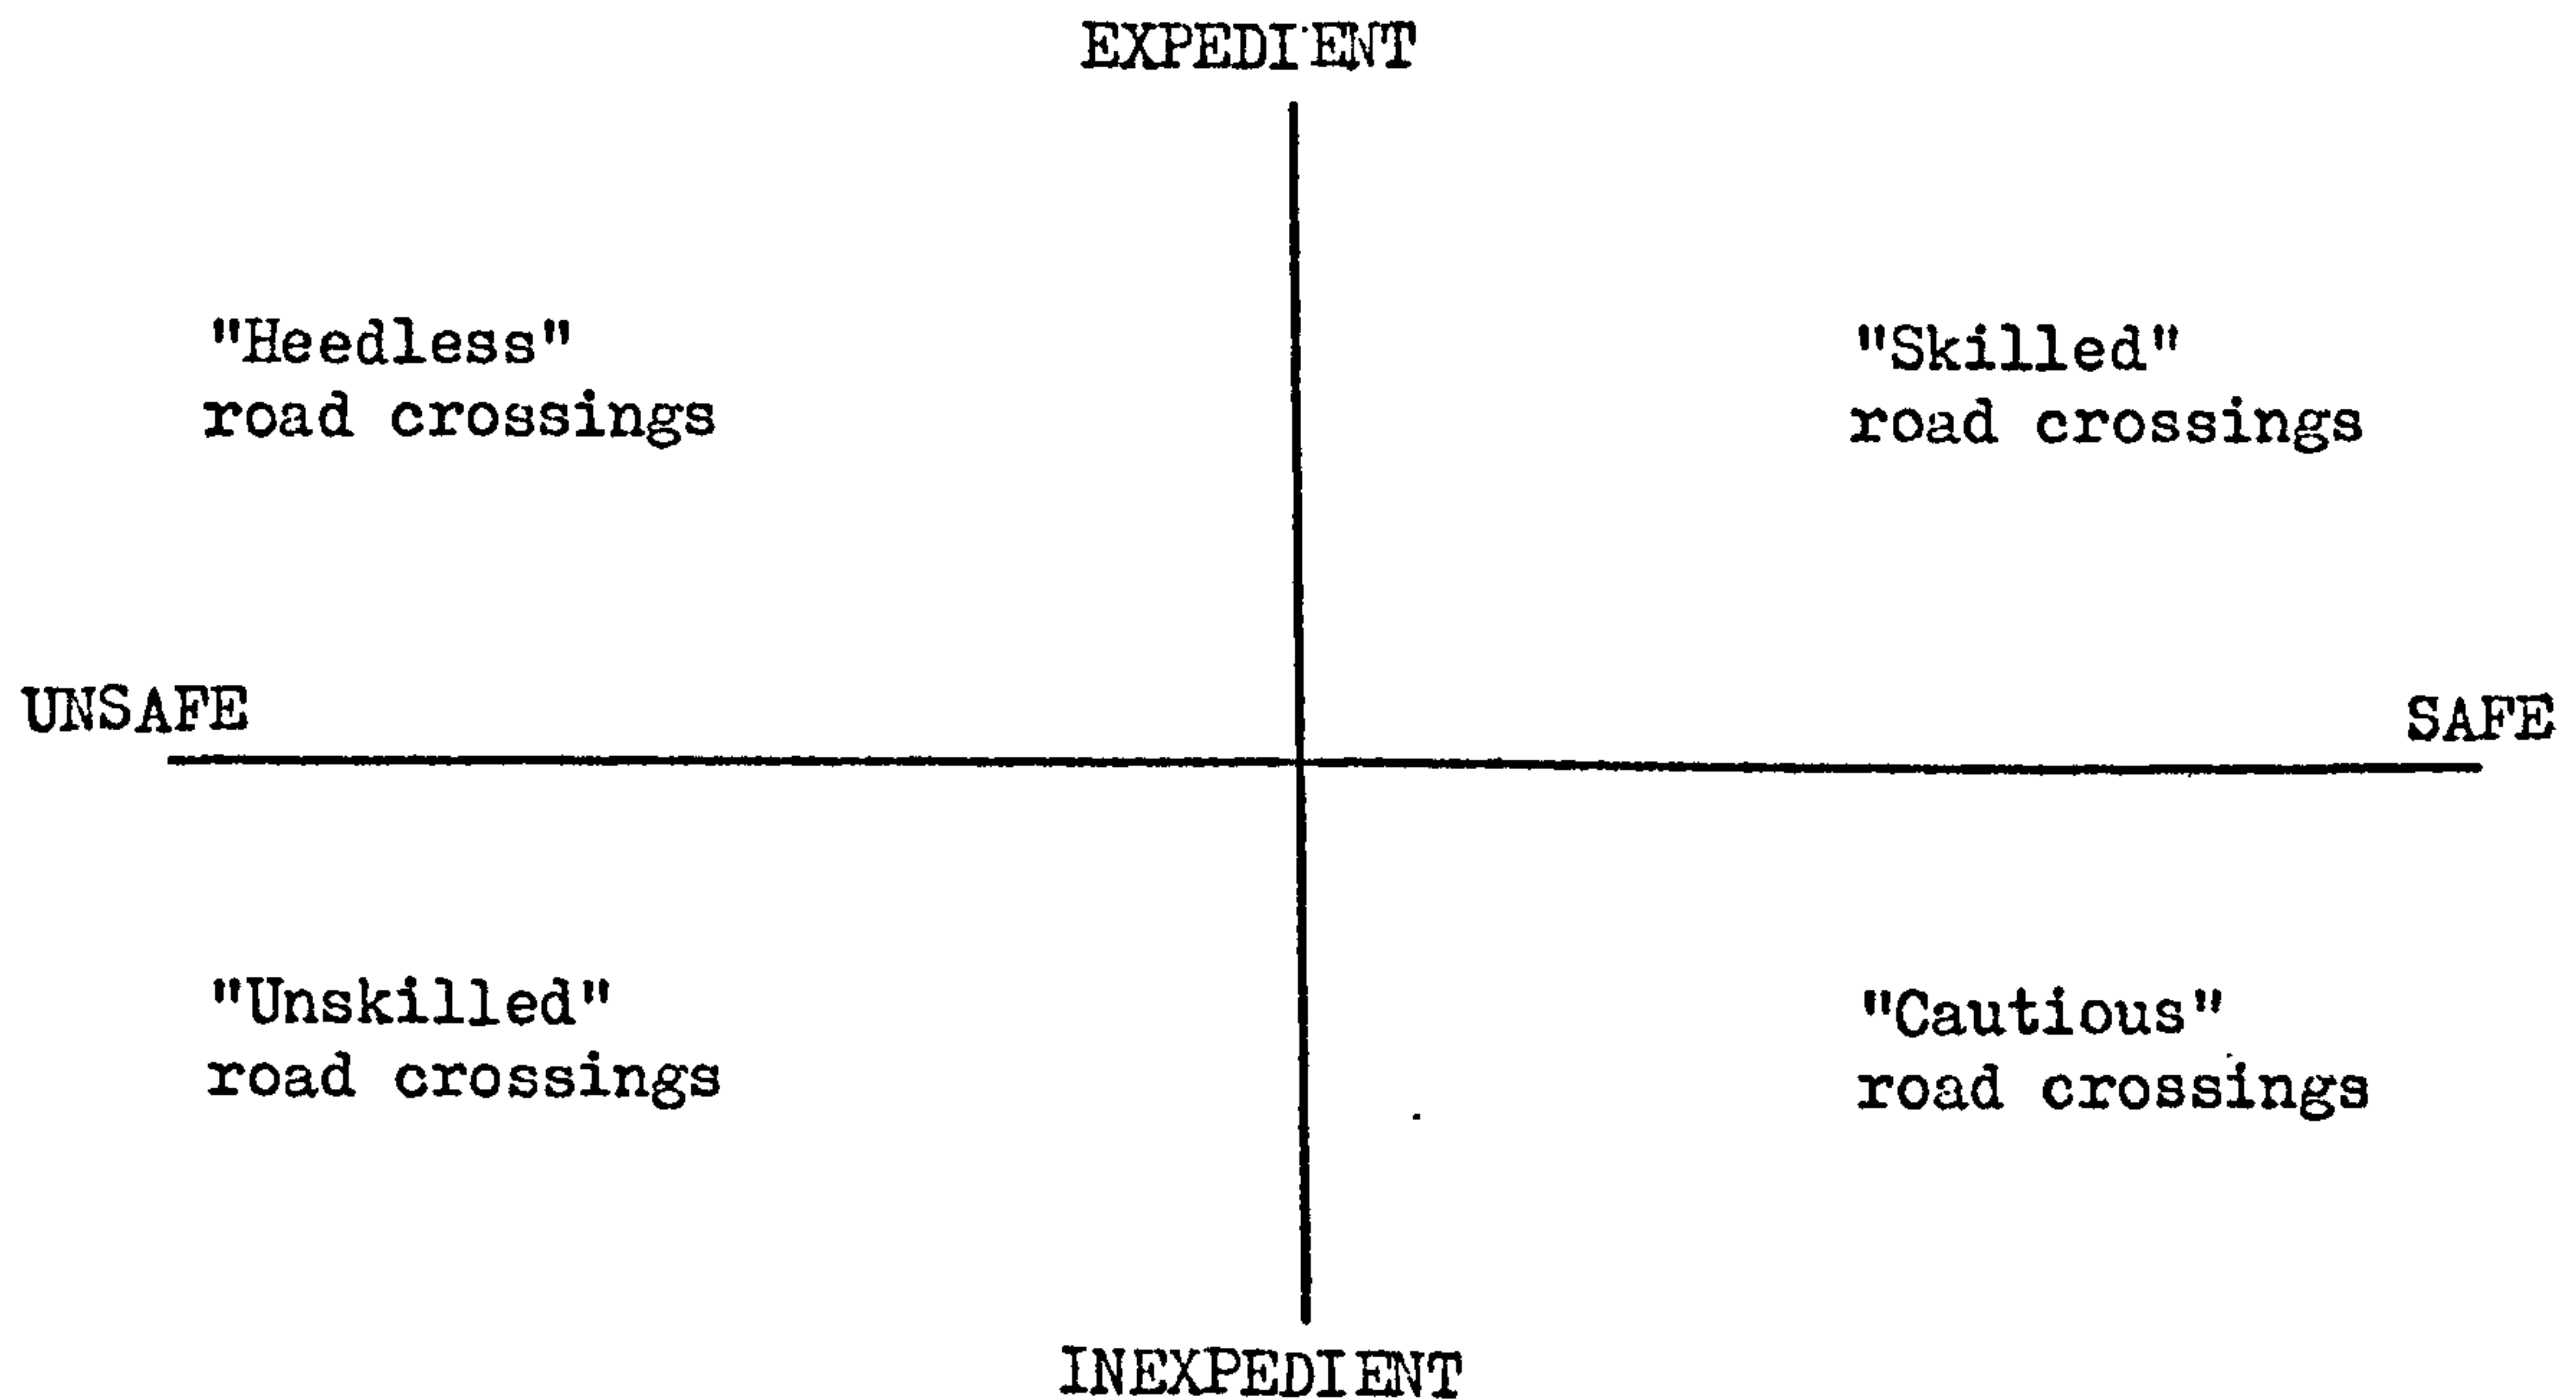 EXPEDIENT
"Heedless"
road crossings
"Skilled"
road crossings
UNSAFE
SAFE
"Unskilled"
road crossings
"Cautious"
road crossings
INEXPEDIENT